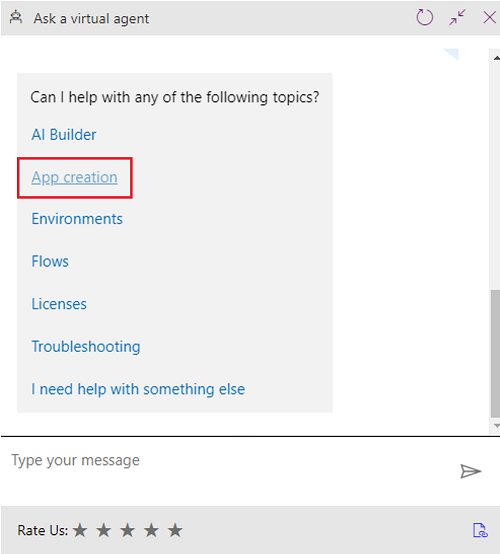 Ask a virtual agent
Can I help with any of the following topics?
AI Builder
App creation
Environments
Flows
Licenses
Troubleshooting
I need help with something else
Type your message
Rate Us: